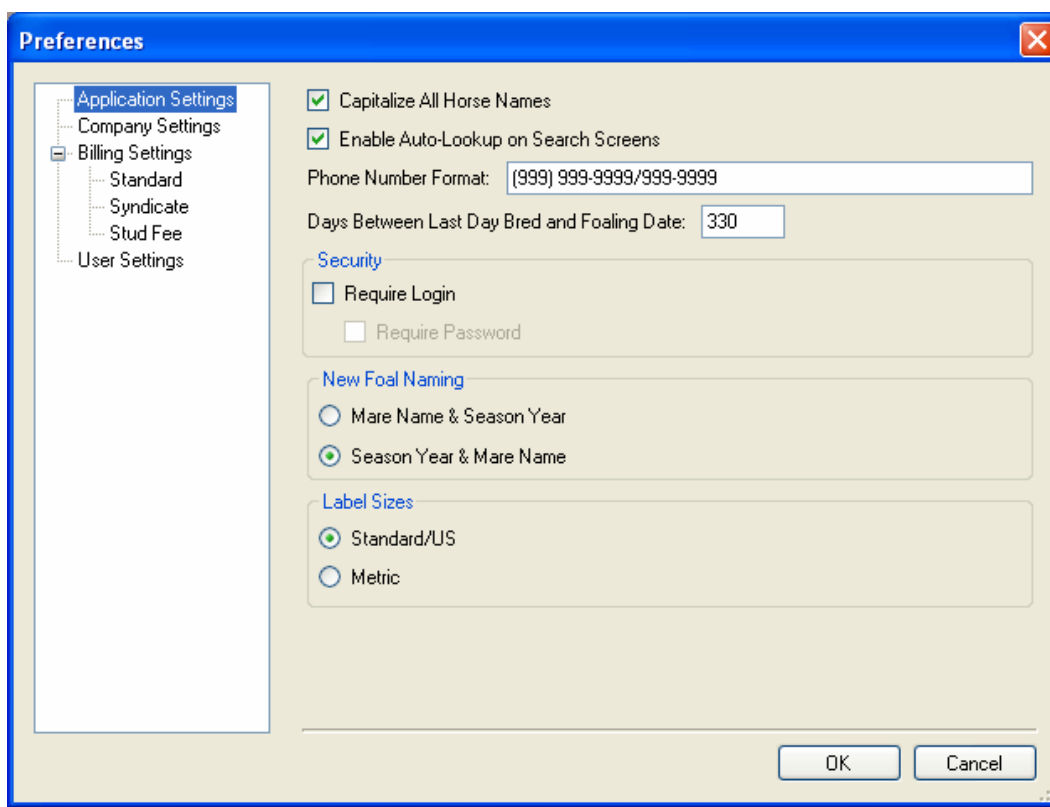 Preferences
Application Settings
Company Settings
Billing Settings
Standard
Syndicate
Stud Fee
User Settings
Capitalize All Horse Names
Enable Auto-Lookup on Search Screens
Phone Number Format: (999) 999-9999/999-9999
Days Between Last Day Bred and Foaling Date: 330
Security
Require Login
Require Password
New Foal Naming
Mare Name & Season Year
Season Year & Mare Name
Label Sizes
Standard/US
Metric
OK Cancel